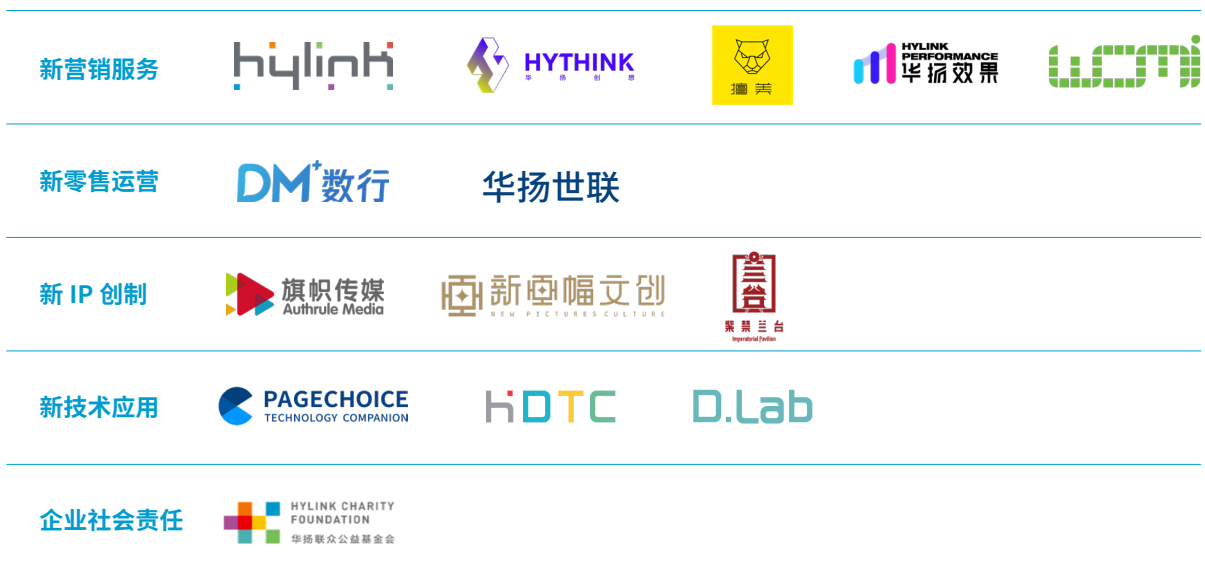 新营销服务
hylink
HYTHINK
华扬创想
擅美
HYLINK
PERFORMANCE
华扬效果
wcmi
新零售运营
DM+数行
华扬世联
新 IP 创制
旗帜传媒
Authrule Media
新画幅文创
NEW PICTURES CULTURE
紫禁兰台
Imperatorial Pavilion
新技术应用
PAGECHOICE
TECHNOLOGY COMPANION
HDTC
D.Lab
企业社会责任
HYLINK CHARITY
FOUNDATION
华扬联众公益基金会